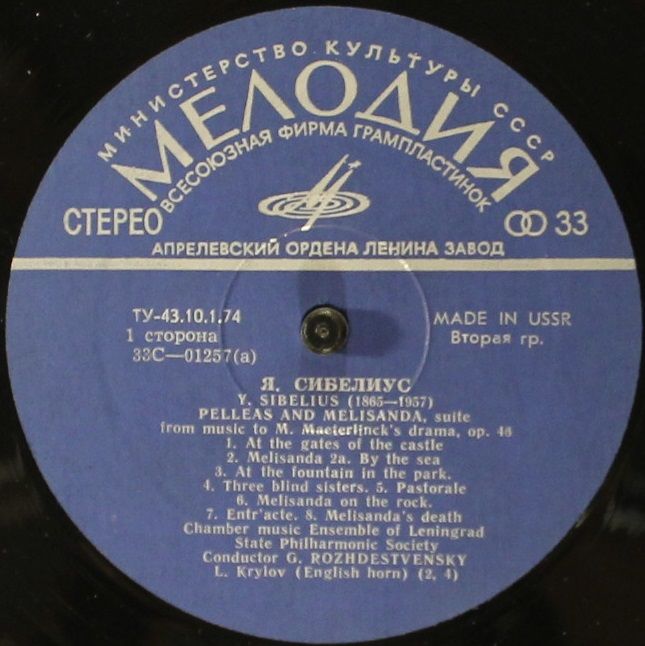 МИНИСТЕРСТВО КУЛЬТУРЫ СССР
МЕЛОДИЯ
ВСЕСОЮЗНАЯ ФИРМА ГРАМПЛАСТИНОК
СТЕРЕО 33
АПРЕЛЕВСКИЙ ОРДЕНА ЛЕНИНА ЗАВОД
ТУ-43.10.1.74
1 сторона
33С—01257(а)
MADE IN USSR
Вторая гр.
Я. СИБЕЛИУС
Y. SIBELIUS (1865—1957)
PELLEAS AND MELISANDA, suite
from music to M. Maeterlinck's drama, op. 46
1. At the gates of the castle
2. Melisanda 2a. By the sea
3. At the fountain in the park.
4. Three blind sisters. 5. Pastorale
6. Melisanda on the rock.
7. Entr'acte. 8. Melisanda's death
Chamber music Ensemble of Leningrad
State Philharmonic Society
Conductor G. ROZHDESTVENSKY
L. Krylov (English horn) (2, 4)